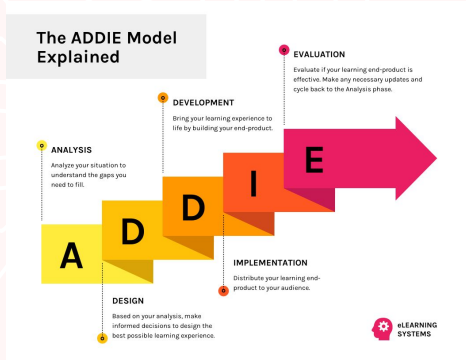 The ADDIE Model
Explained
EVALUATION
Evaluate if your learning end-product is
effective. Make any necessary updates and
cycle back to the Analysis phase.
DEVELOPMENT
Bring your learning experience to
life by building your end-product.
ANALYSIS
Analyze your situation to
understand the gaps you
need to fill.
A
D
D
I
E
IMPLEMENTATION
Distribute your learning end-
product to your audience.
DESIGN
Based on your analysis, make
informed decisions to design the
best possible learning experience.
eLEARNING
SYSTEMS